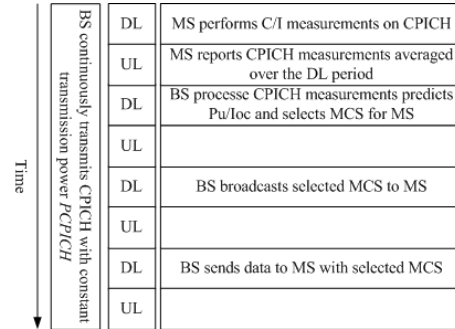 Time
BS continuously transmits CPICH with constant
transmission power PCPICH
DL
MS performs C/I measurements on CPICH
UL
MS reports CPICH measurements averaged
over the DL period
DL
BS processe CPICH measurements predicts
Pu/Ioc and selects MCS for MS
UL
DL
BS broadcasts selected MCS to MS
UL
DL
BS sends data to MS with selected MCS
UL